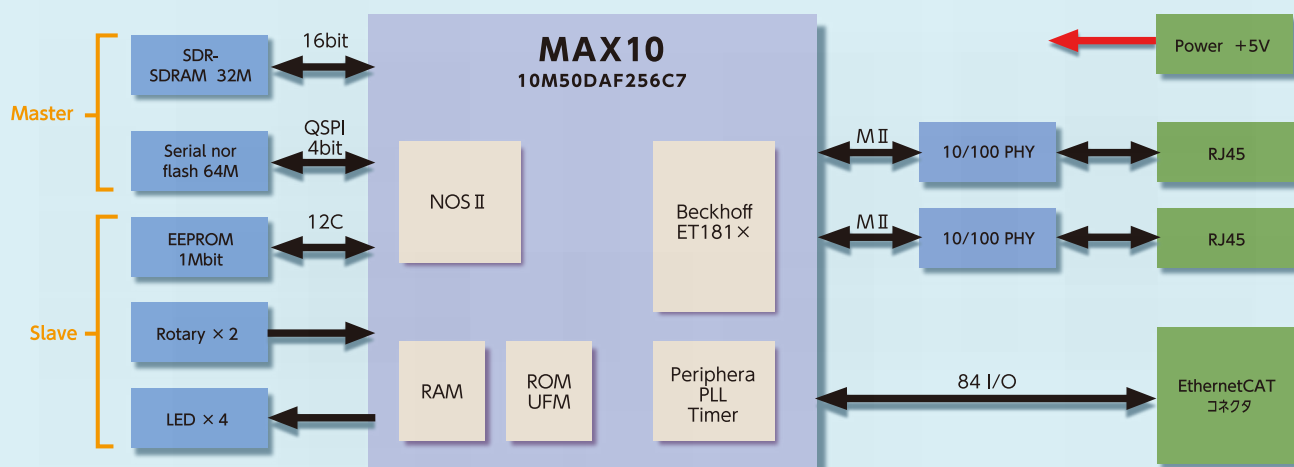 Master
SDR-
SDRAM 32M
16bit
Serial nor
flash 64M
QSPI
4bit
Slave
EEPROM
1Mbit
12C
Rotary × 2
LED × 4
MAX10
10M50DAF256C7
NOS II
Beckhoff
ET181×
RAM
ROM
UFM
Periphera
PLL
Timer
Power +5V
M II
10/100 PHY
RJ45
M II
10/100 PHY
RJ45
84 I/O
EthernetCAT
コネクタ